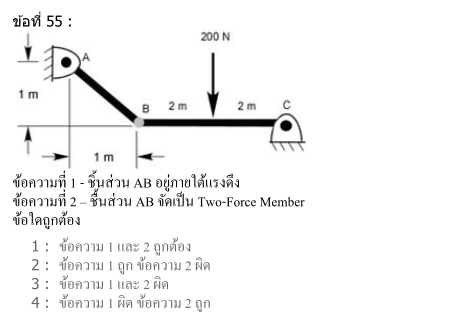 ข้อที่ 55 :
200 N
A
1 m
B
2 m
2 m
C
1 m
ข้อความที่ 1 - ชิ้นส่วน AB อยู่ภายใต้แรงดึง
ข้อความที่ 2 – ชิ้นส่วน AB จัดเป็น Two-Force Member
ข้อใดถูกต้อง
1 : ข้อความ 1 และ 2 ถูกต้อง
2 : ข้อความ 1 ถูก ข้อความ 2 ผิด
3 : ข้อความ 1 และ 2 ผิด
4 : ข้อความ 1 ผิด ข้อความ 2 ถูก